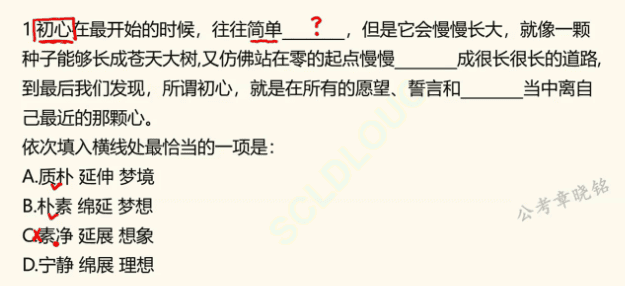 1.初心在最开始的时候，往往简单______？，但是它会慢慢长大，就像一颗
种子能够长成苍天大树,又仿佛站在零的起点慢慢______成很长很长的道路,
到最后我们发现，所谓初心，就是在所有的愿望、誓言和______当中离自
己最近的那颗心。
依次填入横线处最恰当的一项是：
A.质朴 延伸 梦境
B.朴素 绵延 梦想
C.素净 延展 想象
D.宁静 绵展 理想
公考章晓铭
SCLDLOU